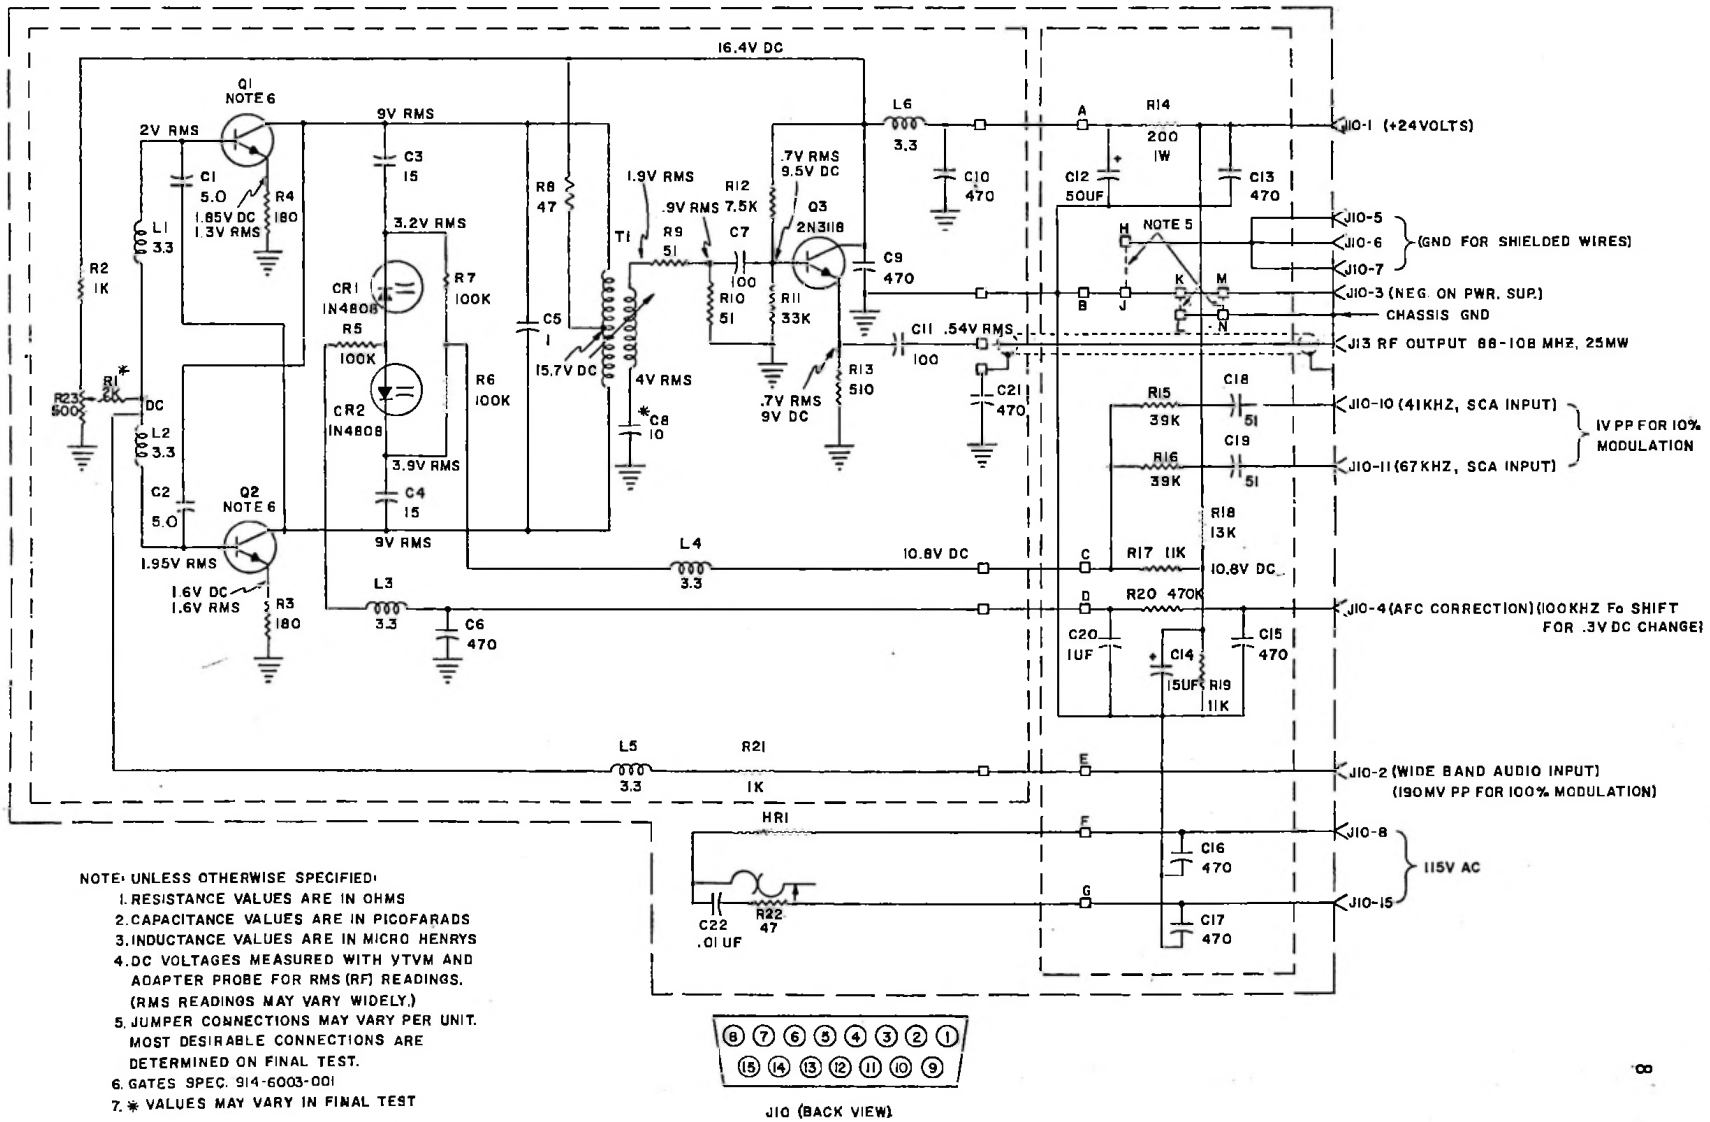 16.4V DC
Q1
NOTE 6
2V RMS
9V RMS
C1
5.0
R4
180
1.85V DC
1.3V RMS
L1
3.3
R2
1K
C3
15
3.2V RMS
CR1
1N4808
R7
100K
R5
100K
CR2
1N4808
R6
100K
3.9V RMS
C4
15
9V RMS
C5
1
R8
47
15.7V DC
T1
1.9V RMS
.9V RMS
R9
51
R10
51
C7
100
R12
7.5K
.7V RMS
9.5V DC
Q3
2N3118
R11
33K
4V RMS
*
C8
10
.7V RMS
9V DC
R13
510
C9
470
C11
100
.54V RMS
L6
3.3
C10
470
C21
470
R23
500
R1
*
2K
DC
L2
3.3
C2
5.0
Q2
NOTE 6
1.95V RMS
1.6V DC
1.6V RMS
R3
180
L3
3.3
C6
470
L4
3.3
10.8V DC
L5
3.3
R21
1K
A
R14
200
1W
+
C12
50UF
C13
470
H
NOTE 5
B
J
K
M
L
N
R15
39K
C18
51
R16
39K
C19
51
R18
13K
C
R17 11K
10.8V DC
D
R20 470K
C20
1UF
+
C14
15UF
R19
11K
C15
470
E
F
HR1
C16
470
G
C22
.01UF
R22
47
C17
470
J10-1 (+24VOLTS)
J10-5
J10-6
J10-7
(GND FOR SHIELDED WIRES)
J10-3 (NEG. ON PWR. SUP.)
CHASSIS GND
J13 RF OUTPUT 88-108 MHZ, 25MW
J10-10 (41KHZ, SCA INPUT)
J10-11 (67KHZ, SCA INPUT)
1V PP FOR 10%
MODULATION
J10-4 (AFC CORRECTION) (100KHZ Fo SHIFT
FOR .3V DC CHANGE)
J10-2 (WIDE BAND AUDIO INPUT)
(190MV PP FOR 100% MODULATION)
J10-8
J10-15
115V AC
NOTE: UNLESS OTHERWISE SPECIFIED:
1. RESISTANCE VALUES ARE IN OHMS
2. CAPACITANCE VALUES ARE IN PICOFARADS
3. INDUCTANCE VALUES ARE IN MICRO HENRYS
4. DC VOLTAGES MEASURED WITH VTVM AND
ADAPTER PROBE FOR RMS (RF) READINGS.
(RMS READINGS MAY VARY WIDELY.)
5. JUMPER CONNECTIONS MAY VARY PER UNIT.
MOST DESIRABLE CONNECTIONS ARE
DETERMINED ON FINAL TEST.
6. GATES SPEC. 914-6003-001
7. * VALUES MAY VARY IN FINAL TEST
8 7 6 5 4 3 2 1
15 14 13 12 11 10 9
J10 (BACK VIEW)
8